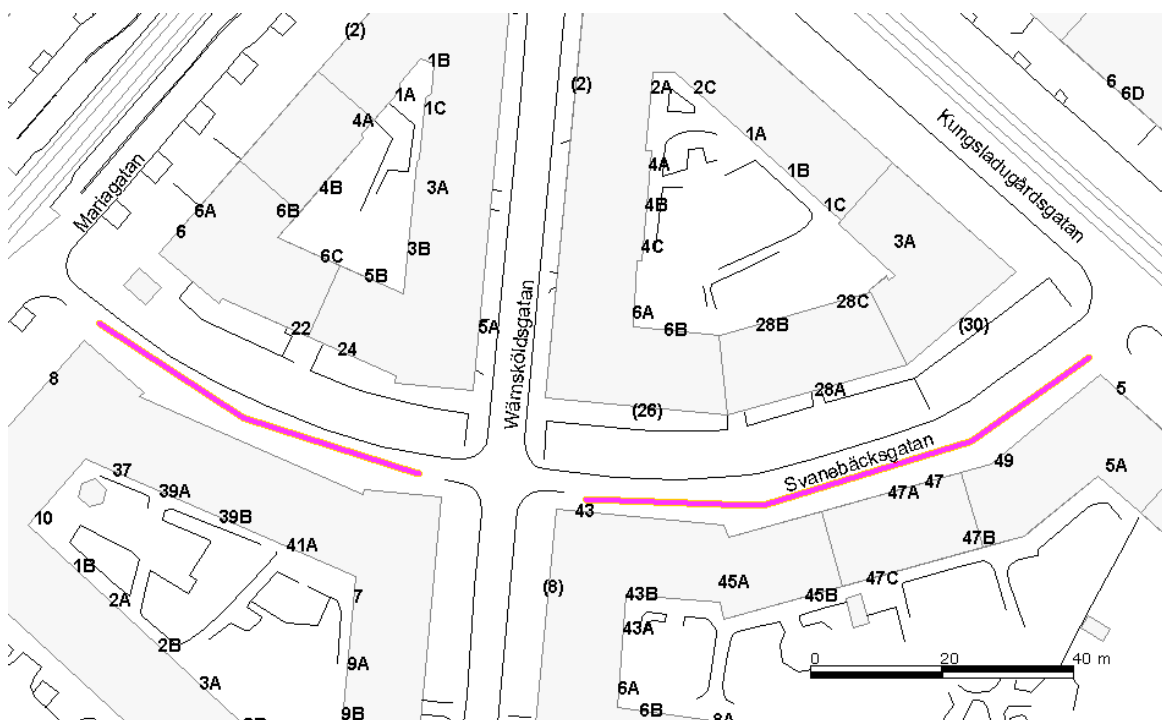 (2)
1B
1A
1C
4A
4B
3A
6A
6
6B
6C
3B
5B
22
24
5A
Mariagatan
Wärnsköldsgatan
(2)
2A
2C
1A
4A
1B
4B
1C
4C
3A
6A
6B
28B
28C
(30)
28A
(26)
Kungsladugårdsgatan
6
6D
8
37
39A
39B
10
41A
1B
2A
7
2B
9A
3A
9B
Svanebäcksgatan
43
47A
47
49
5
5A
(8)
45A
43B
45B
47C
47B
43A
6A
6B
8A
0 20 40 m